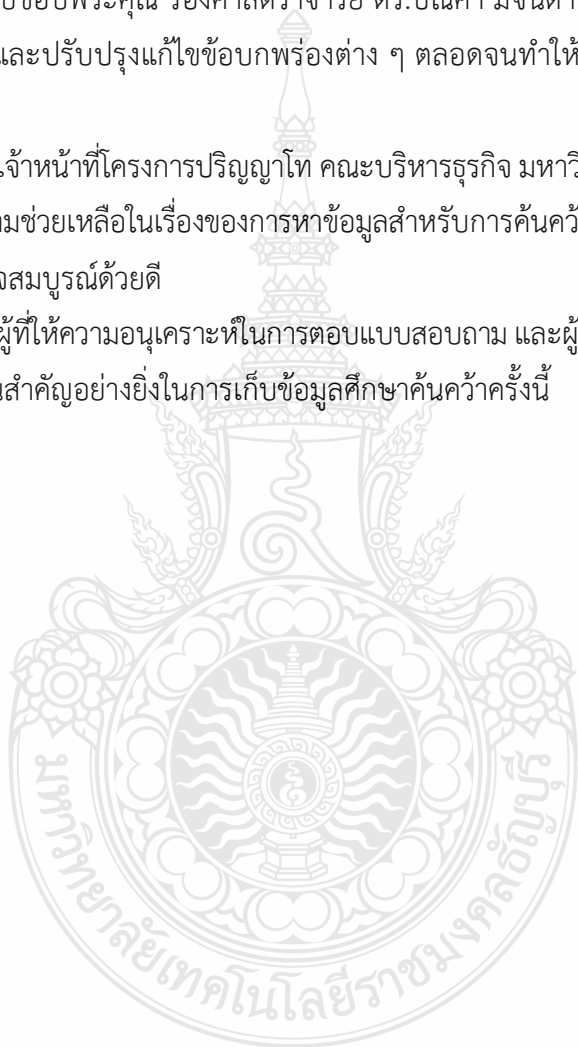 และปรับปรุงแก้ไขข้อบกพร่องต่าง ๆ ตลอดจนทำให้
เจ้าหน้าที่โครงการปริญญาโท คณะบริหารธุรกิจ มหาวิ
ามช่วยเหลือในเรื่องของการหาข้อมูลสำหรับการค้นคว้
จสมบูรณ์ด้วยดี
ผู้ที่ให้ความอนุเคราะห์ในการตอบแบบสอบถาม และผู้
นสำคัญอย่างยิ่งในการเก็บข้อมูลศึกษาค้นคว้าครั้งนี้
มหาวิทยาลัยเทคโนโลยีราชมงคลธัญบุรี